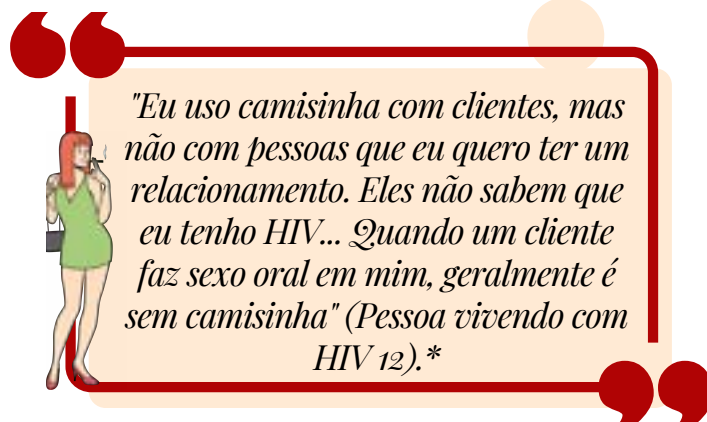 "Eu uso camisinha com clientes, mas
não com pessoas que eu quero ter um
relacionamento. Eles não sabem que
eu tenho HIV... Quando um cliente
faz sexo oral em mim, geralmente é
sem camisinha" (Pessoa vivendo com
HIV 12).*